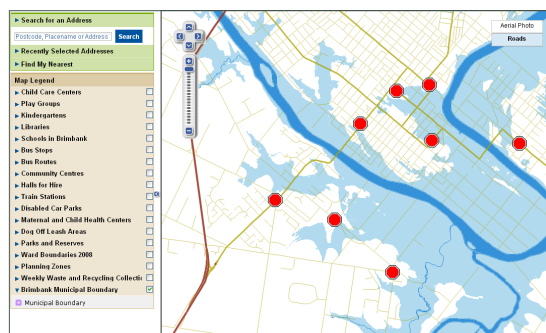 Search for an Address
Postcode, Placename or Address Search
Recently Selected Addresses
Find My Nearest
Map Legend
Child Care Centers
Play Groups
Kindergartens
Libraries
Schools in Brimbank
Bus Stops
Bus Routes
Community Centres
Halls for Hire
Train Stations
Disabled Car Parks
Maternal and Child Health Centers
Dog Off Leash Areas
Parks and Reserves
Ward Boundaries 2008
Planning Zones
Weekly Waste and Recycling Collectic
Brimbank Municipal Boundary
Municipal Boundary
Aerial Photo
Roads